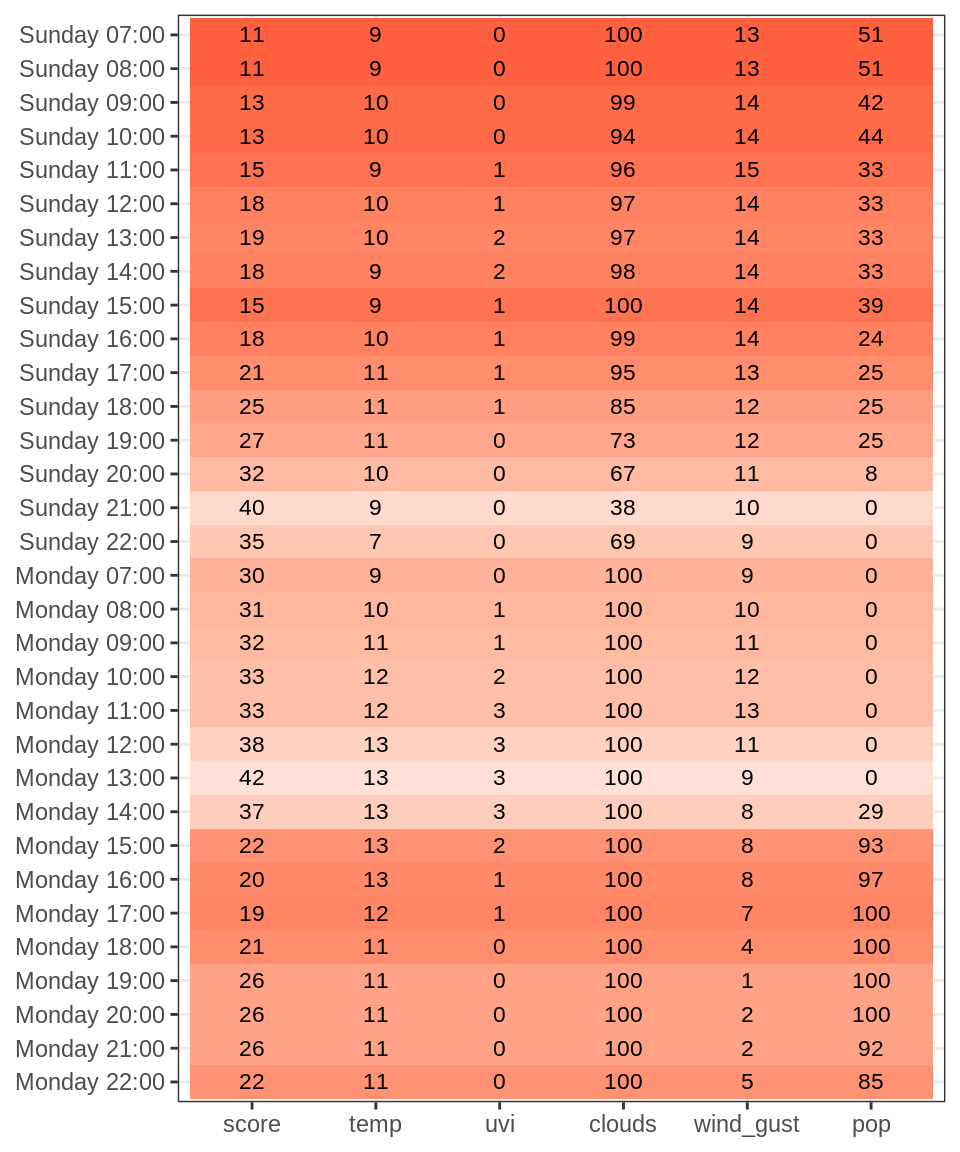 Sunday 07:00 11 9 0 100 13 51
Sunday 08:00 11 9 0 100 13 51
Sunday 09:00 13 10 0 99 14 42
Sunday 10:00 13 10 0 94 14 44
Sunday 11:00 15 9 1 96 15 33
Sunday 12:00 18 10 1 97 14 33
Sunday 13:00 19 10 2 97 14 33
Sunday 14:00 18 9 2 98 14 33
Sunday 15:00 15 9 1 100 14 39
Sunday 16:00 18 10 1 99 14 24
Sunday 17:00 21 11 1 95 13 25
Sunday 18:00 25 11 1 85 12 25
Sunday 19:00 27 11 0 73 12 25
Sunday 20:00 32 10 0 67 11 8
Sunday 21:00 40 9 0 38 10 0
Sunday 22:00 35 7 0 69 9 0
Monday 07:00 30 9 0 100 9 0
Monday 08:00 31 10 1 100 10 0
Monday 09:00 32 11 1 100 11 0
Monday 10:00 33 12 2 100 12 0
Monday 11:00 33 12 3 100 13 0
Monday 12:00 38 13 3 100 11 0
Monday 13:00 42 13 3 100 9 0
Monday 14:00 37 13 3 100 8 29
Monday 15:00 22 13 2 100 8 93
Monday 16:00 20 13 1 100 8 97
Monday 17:00 19 12 1 100 7 100
Monday 18:00 21 11 0 100 4 100
Monday 19:00 26 11 0 100 1 100
Monday 20:00 26 11 0 100 2 100
Monday 21:00 26 11 0 100 2 92
Monday 22:00 22 11 0 100 5 85
score temp uvi clouds wind_gust pop